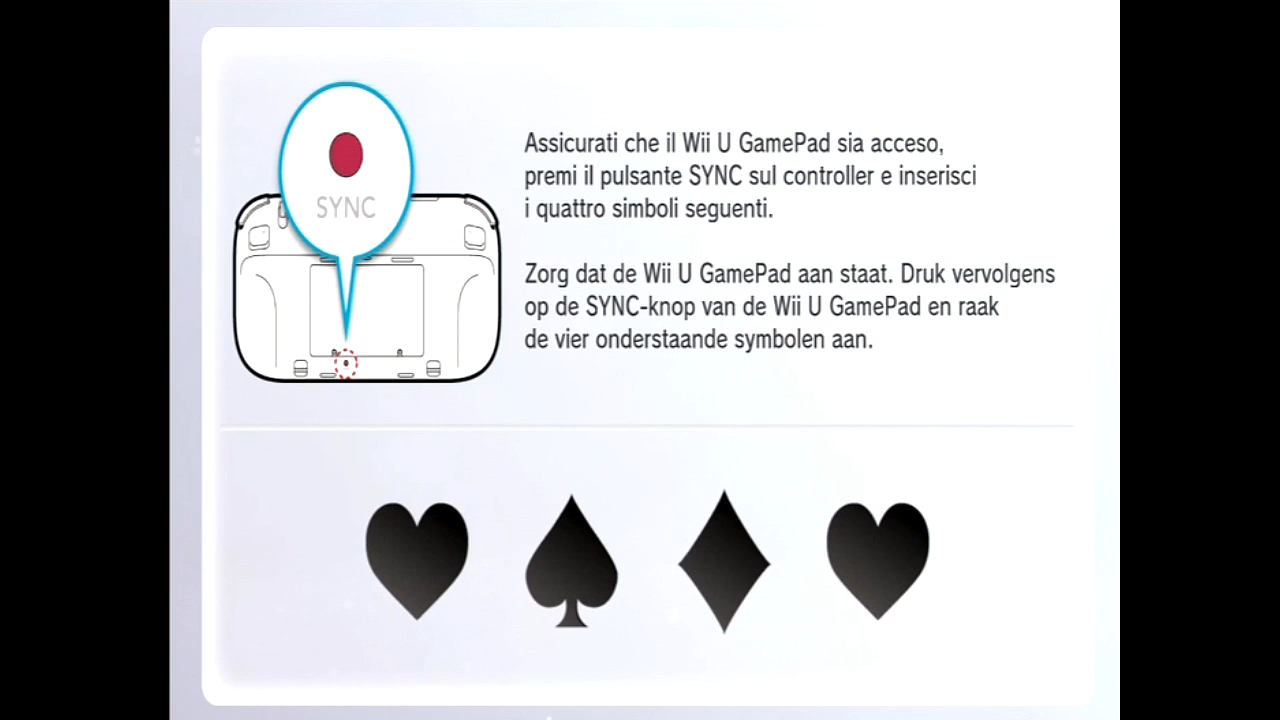 SYNC
Assicurati che il Wii U GamePad sia acceso,
premi il pulsante SYNC sul controller e inserisci
i quattro simboli seguenti.
Zorg dat de Wii U GamePad aan staat. Druk vervolgens
op de SYNC-knop van de Wii U GamePad en raak
de vier onderstaande symbolen aan.